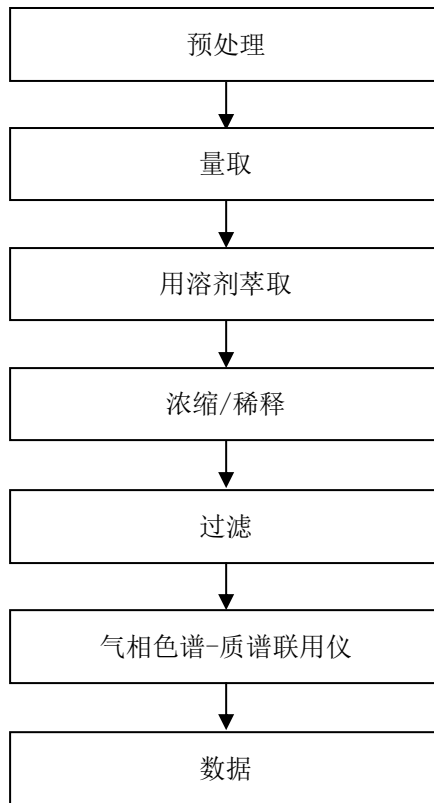 预处理
量取
用溶剂萃取
浓缩/稀释
过滤
气相色谱-质谱联用仪
数据